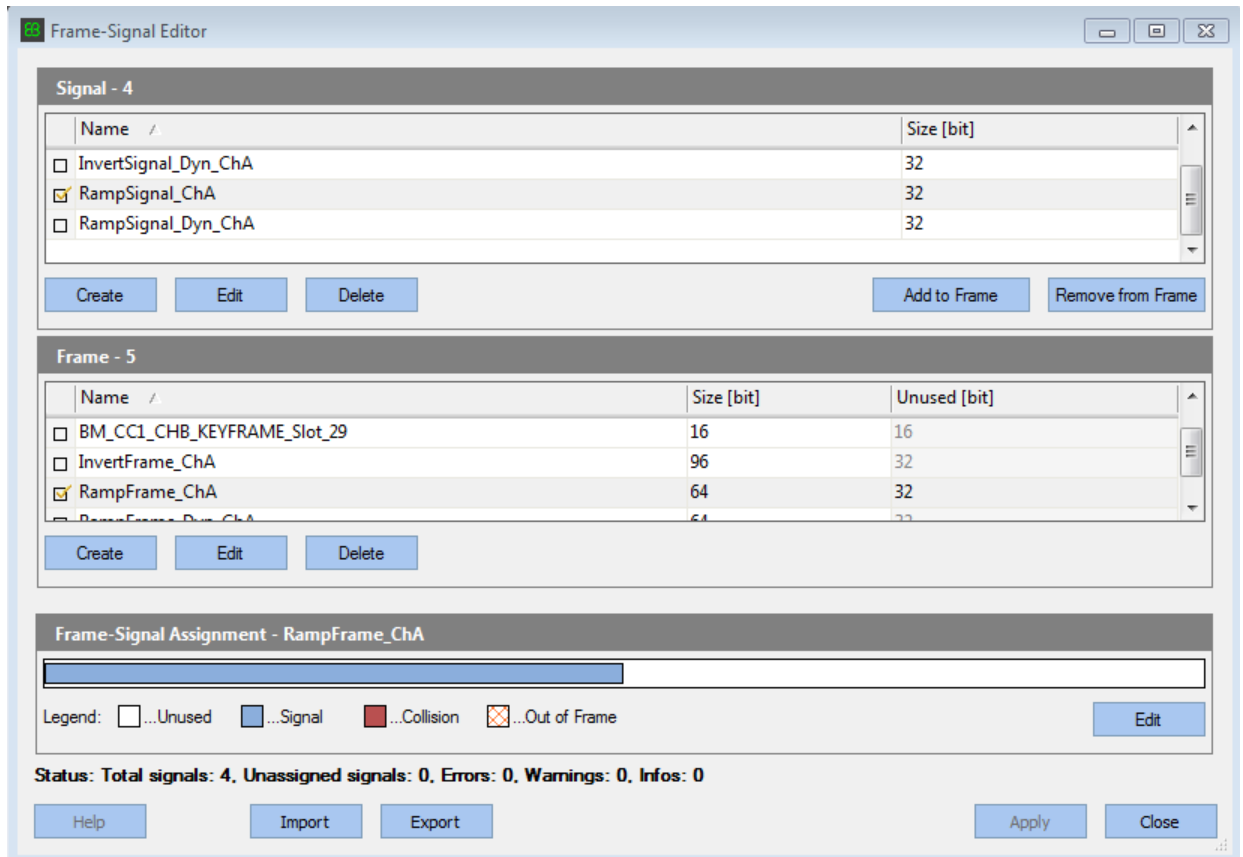 Frame-Signal Editor
Signal - 4
Name Size [bit]
InvertSignal_Dyn_ChA 32
RampSignal_ChA 32
RampSignal_Dyn_ChA 32
Create Edit Delete Add to Frame Remove from Frame
Frame - 5
Name Size [bit] Unused [bit]
BM_CC1_CHB_KEYFRAME_Slot_29 16 16
InvertFrame_ChA 96 32
RampFrame_ChA 64 32
RampFrame_Dyn_ChA 64 32
Create Edit Delete
Frame-Signal Assignment - RampFrame_ChA
Legend: ...Unused ...Signal ...Collision ...Out of Frame Edit
Status: Total signals: 4, Unassigned signals: 0, Errors: 0, Warnings: 0, Infos: 0
Help Import Export Apply Close